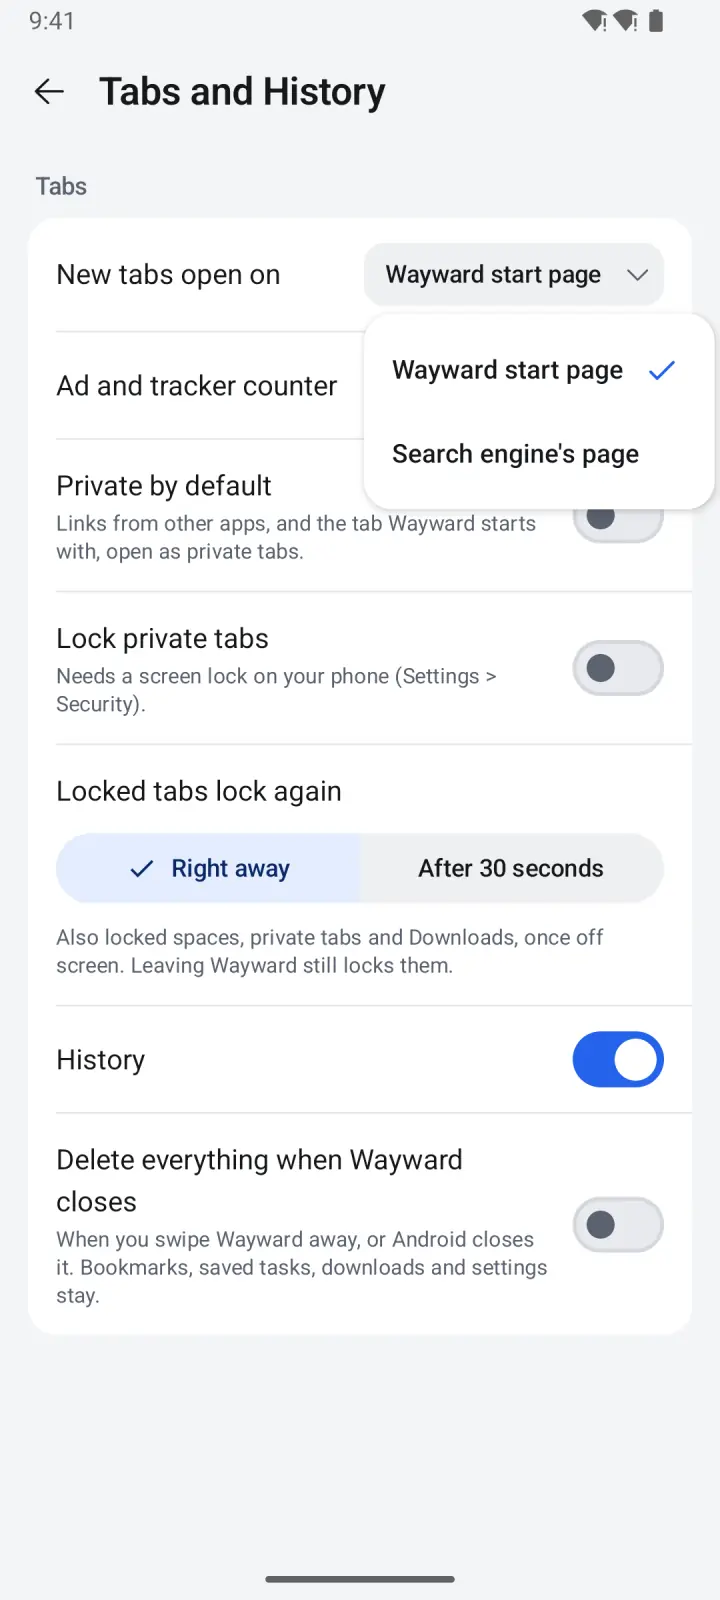 9:41
Tabs and History
Tabs
New tabs open on
Wayward start page
Wayward start page
Search engine's page
Ad and tracker counter
Private by default
Links from other apps, and the tab Wayward starts
with, open as private tabs.
Lock private tabs
Needs a screen lock on your phone (Settings >
Security).
Locked tabs lock again
Right away
After 30 seconds
Also locked spaces, private tabs and Downloads, once off
screen. Leaving Wayward still locks them.
History
Delete everything when Wayward
closes
When you swipe Wayward away, or Android closes
it. Bookmarks, saved tasks, downloads and settings
stay.